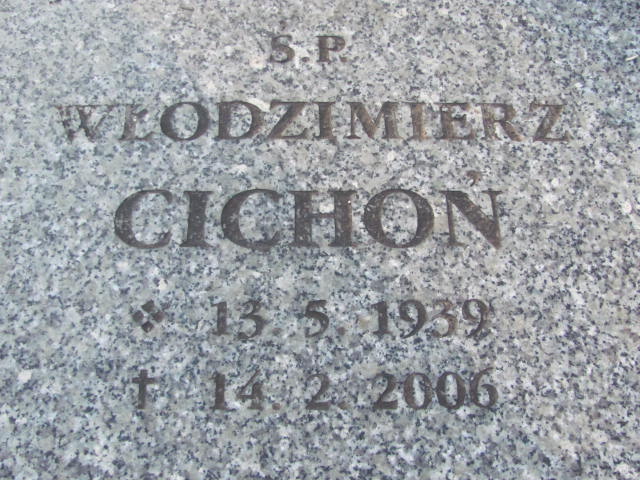 S.P.
WŁODZIMIERZ
CICHOŃ
❖ 13. 5. 1939
† 14. 2. 2006